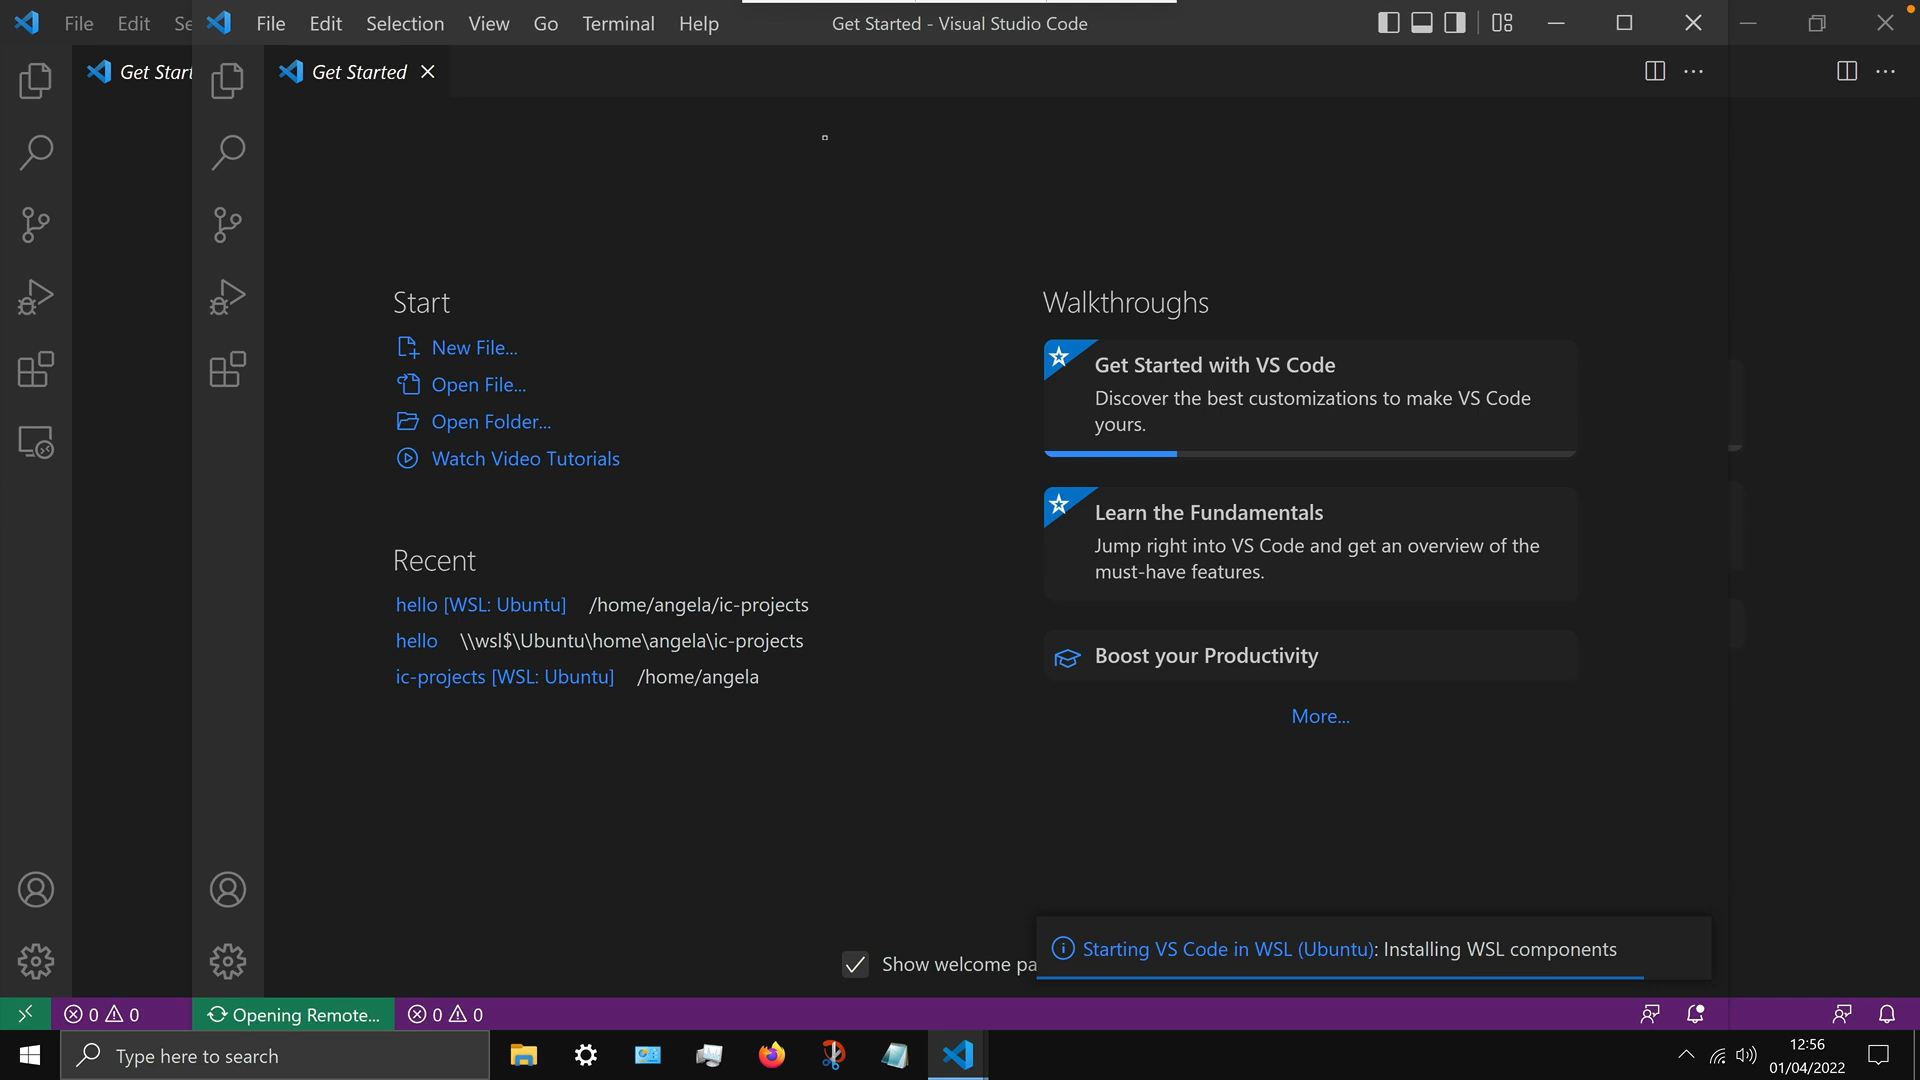 File Edit Se
File Edit Selection View Go Terminal Help
Get Started - Visual Studio Code
Get Start
Get Started
Start
New File...
Open File...
Open Folder...
Watch Video Tutorials
Recent
hello [WSL: Ubuntu] /home/angela/ic-projects
hello \\wsl$\Ubuntu\home\angela\ic-projects
ic-projects [WSL: Ubuntu] /home/angela
Walkthroughs
Get Started with VS Code
Discover the best customizations to make VS Code
yours.
Learn the Fundamentals
Jump right into VS Code and get an overview of the
must-have features.
Boost your Productivity
More...
Show welcome pa
Starting VS Code in WSL (Ubuntu): Installing WSL components
0 0
Opening Remote...
0 0
Type here to search
12:56
01/04/2022